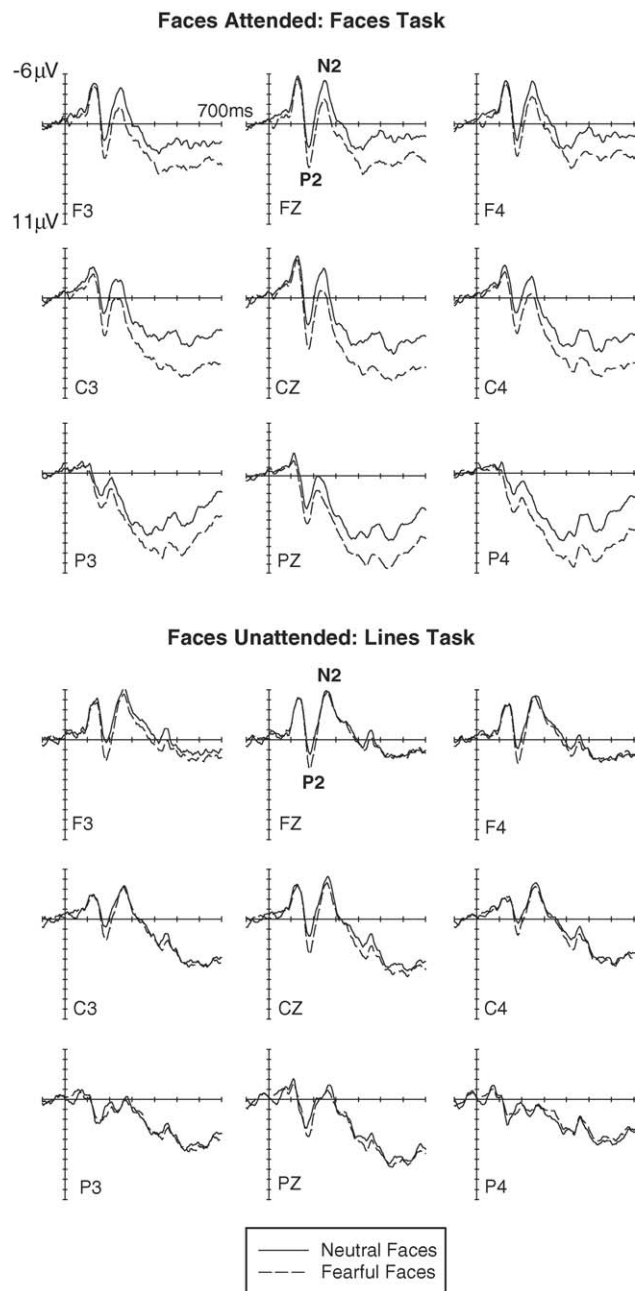 Faces Attended: Faces Task
-6μV
N2
700ms
P2
11μV
F3
FZ
F4
C3
CZ
C4
P3
PZ
P4
Faces Unattended: Lines Task
N2
P2
F3
FZ
F4
C3
CZ
C4
P3
PZ
P4
Neutral Faces
Fearful Faces